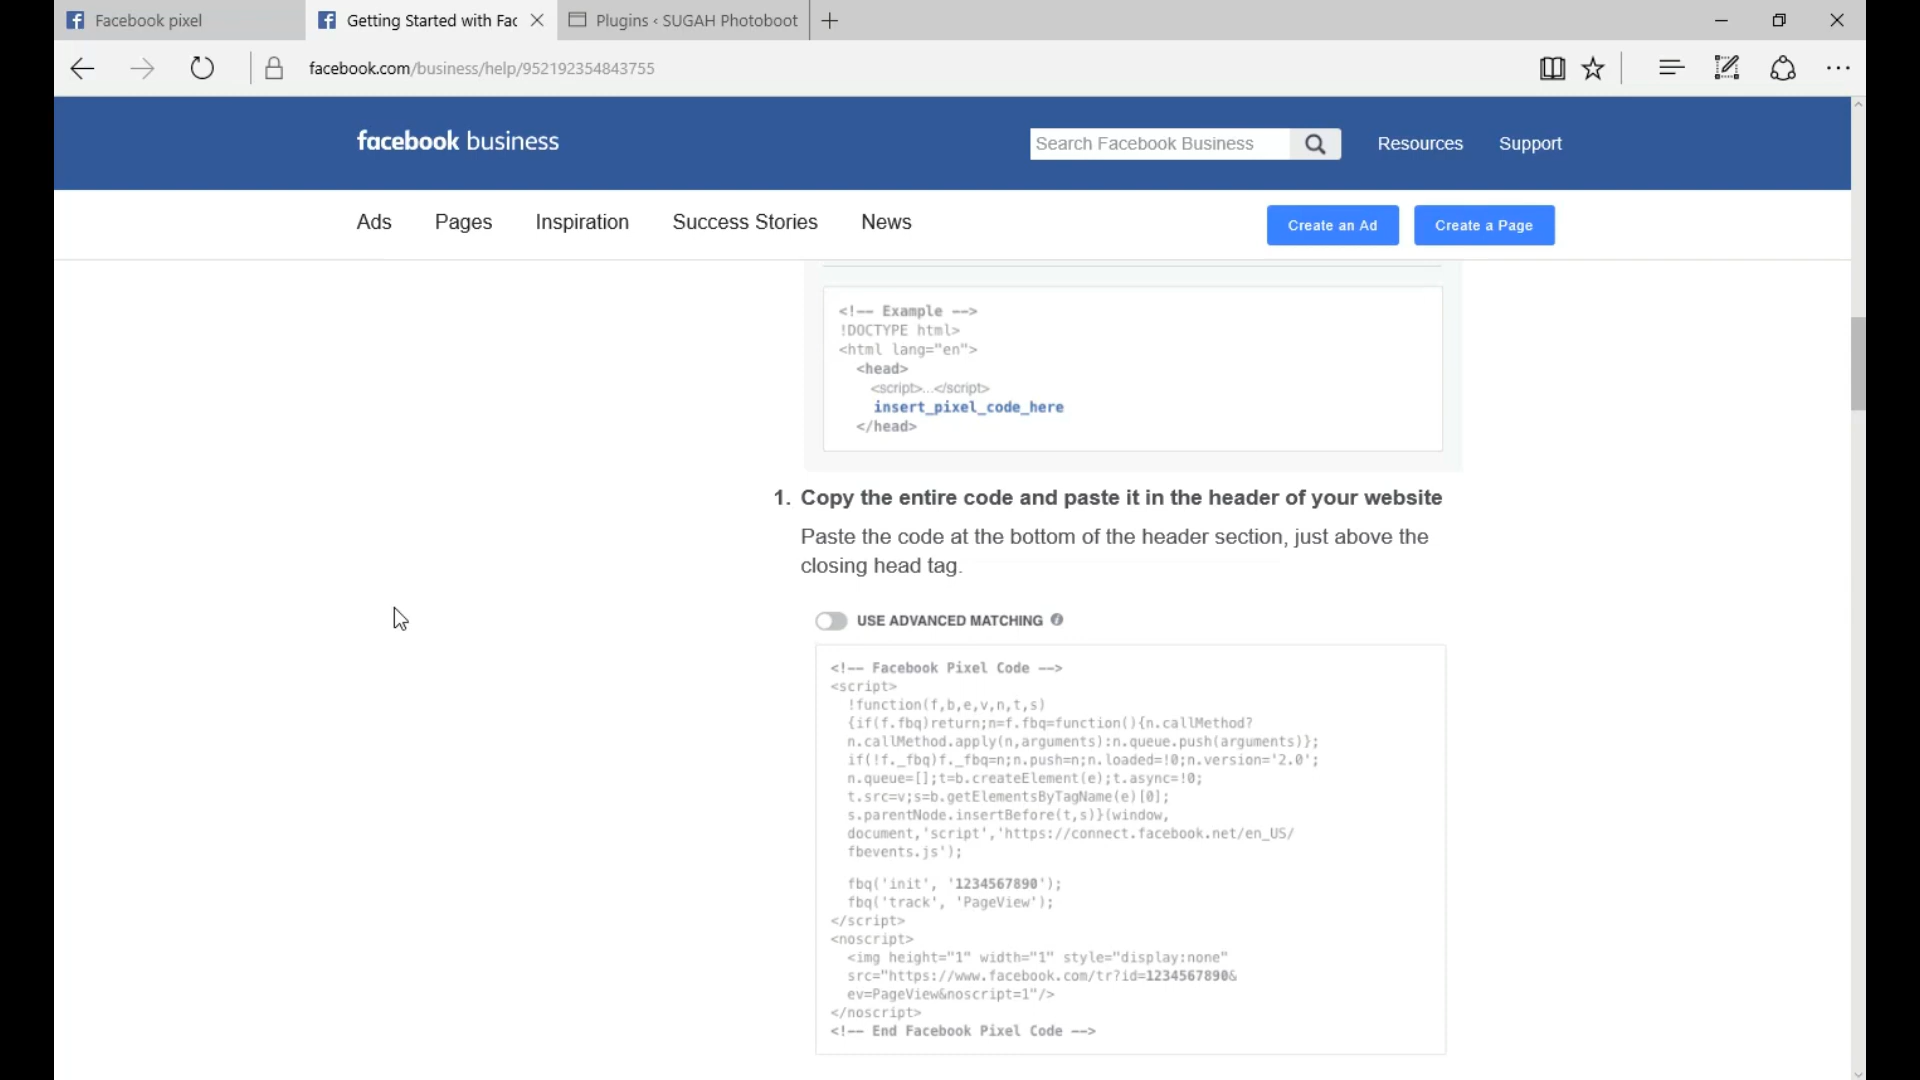 Facebook pixel
Getting Started with Fac
Plugins ‹ SUGAH Photoboot
facebook.com/business/help/952192354843755
facebook business
Search Facebook Business
Resources
Support
Ads
Pages
Inspiration
Success Stories
News
Create an Ad
Create a Page
<!-- Example -->
!DOCTYPE html>
<html lang="en">
<head>
<script>...</script>
insert_pixel_code_here
</head>
1. Copy the entire code and paste it in the header of your website
Paste the code at the bottom of the header section, just above the
closing head tag.
USE ADVANCED MATCHING
<!-- Facebook Pixel Code -->
<script>
!function(f,b,e,v,n,t,s)
{if(f.fbq)return;n=f.fbq=function(){n.callMethod?
n.callMethod.apply(n,arguments):n.queue.push(arguments)};
if(!f._fbq)f._fbq=n;n.push=n;n.loaded=!0;n.version='2.0';
n.queue=[];t=b.createElement(e);t.async=!0;
t.src=v;s=b.getElementsByTagName(e)[0];
s.parentNode.insertBefore(t,s)}(window,
document,'script','https://connect.facebook.net/en_US/
fbevents.js');
fbq('init', '1234567890');
fbq('track', 'PageView');
</script>
<noscript>
<img height="1" width="1" style="display:none"
src="https://www.facebook.com/tr?id=1234567890&
ev=PageView&noscript=1"/>
</noscript>
<!-- End Facebook Pixel Code -->